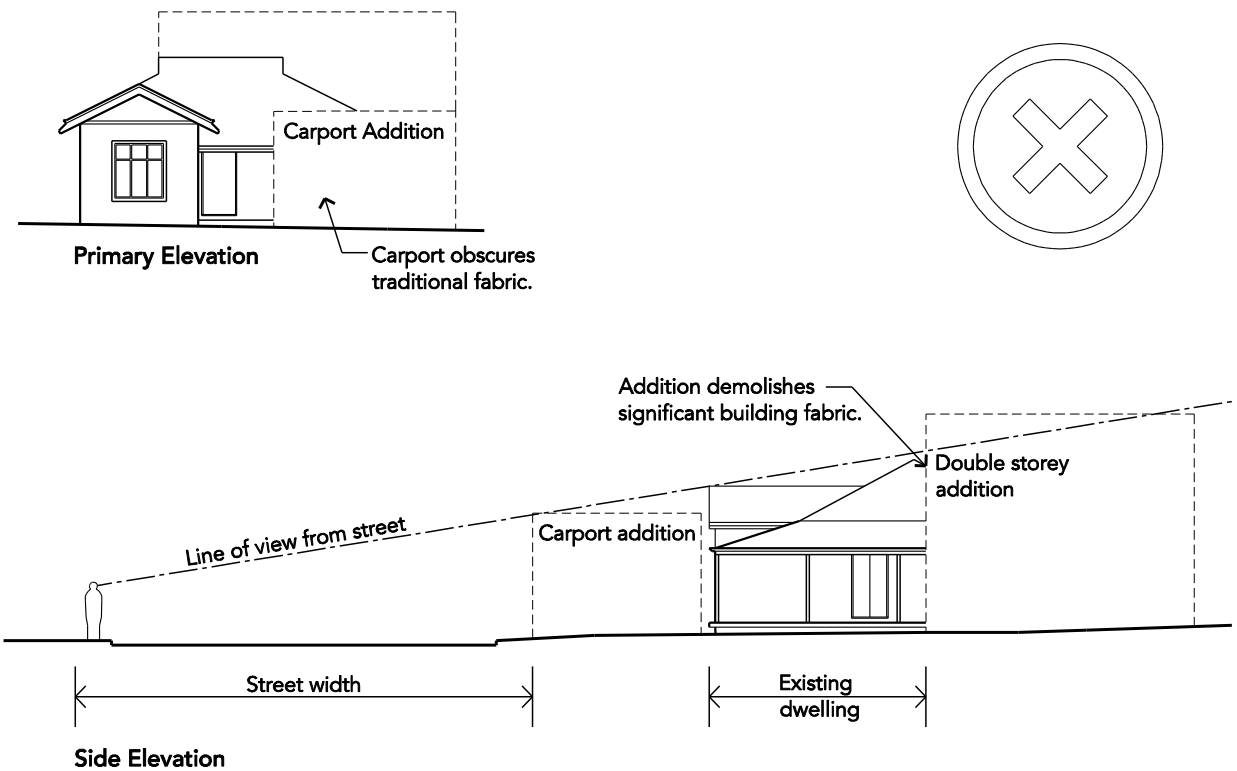 Carport Addition
Primary Elevation
Carport obscures
traditional fabric.
Addition demolishes
significant building fabric.
Double storey
addition
Line of view from street
Carport addition
Street width
Existing
dwelling
Side Elevation